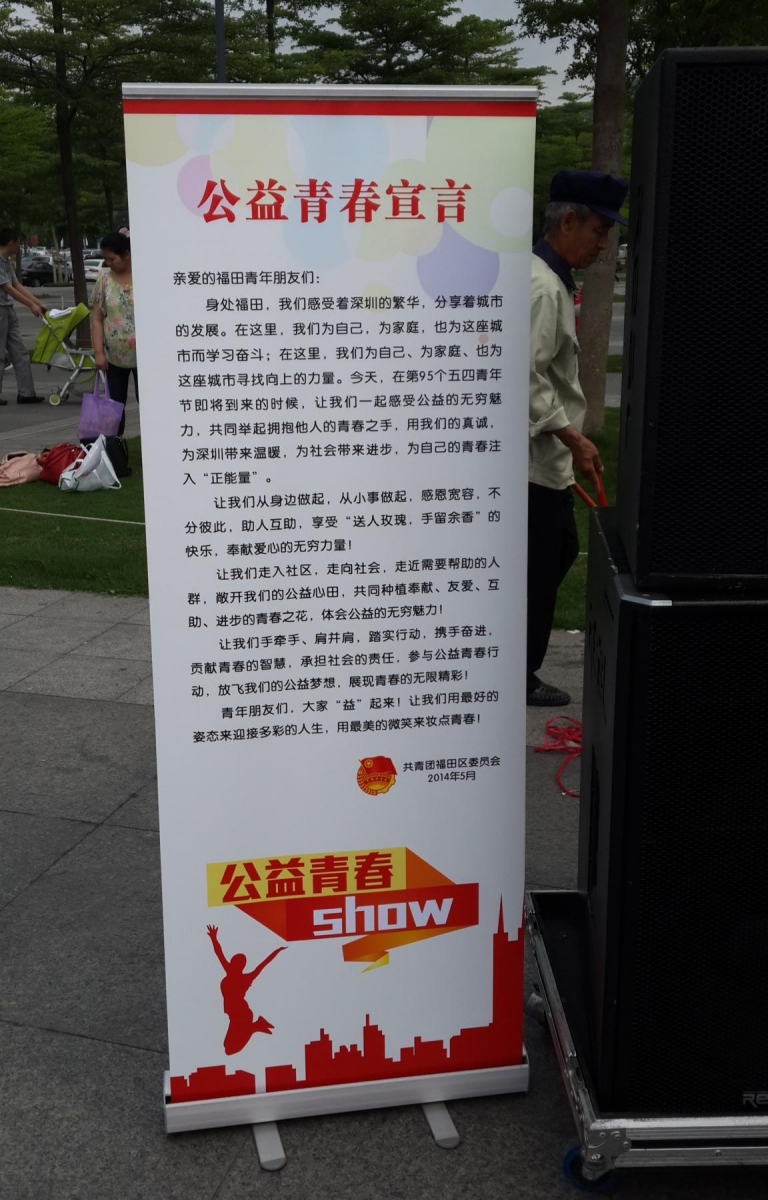 公益青春宣言
亲爱的福田青年朋友们：
身处福田，我们感受着深圳的繁华，分享着城市
的发展。在这里，我们为自己，为家庭，也为这座城
市而学习奋斗；在这里，我们为自己、为家庭、也为
这座城市寻找向上的力量。今天，在第95个五四青年
节即将到来的时候，让我们一起感受公益的无穷魅
力，共同举起拥抱他人的青春之手，用我们的真诚，
为深圳带来温暖，为社会带来进步，为自己的青春注
入“正能量”。
让我们从身边做起，从小事做起，感恩宽容，不
分彼此，助人互助，享受“送人玫瑰，手留余香”的
快乐，奉献爱心的无穷力量！
让我们走入社区，走向社会，走近需要帮助的人
群，敞开我们的公益心田，共同种植奉献、友爱、互
助、进步的青春之花，体会公益的无穷魅力！
让我们手牵手、肩并肩，踏实行动，携手奋进，
贡献青春的智慧，承担社会的责任，参与公益青春行
动，放飞我们的公益梦想，展现青春的无限精彩！
青年朋友们，大家“益”起来！让我们用最好的
姿态来迎接多彩的人生，用最美的微笑来妆点青春！
共青团福田区委员会
2014年5月
公益青春
show